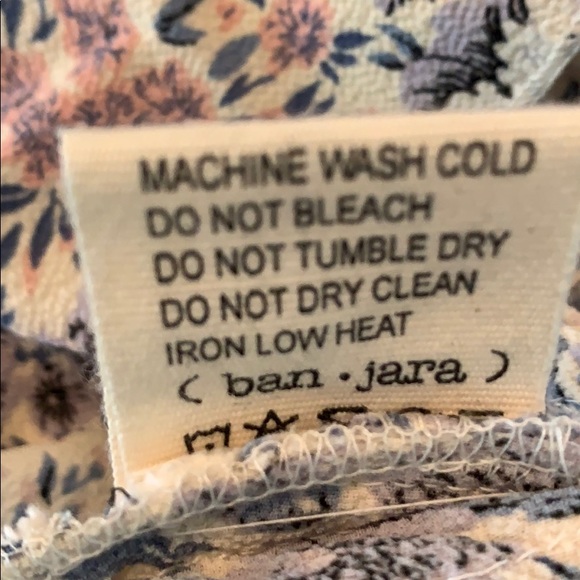 MACHINE WASH COLD
DO NOT BLEACH
DO NOT TUMBLE DRY
DO NOT DRY CLEAN
IRON LOW HEAT
( ban • jara )